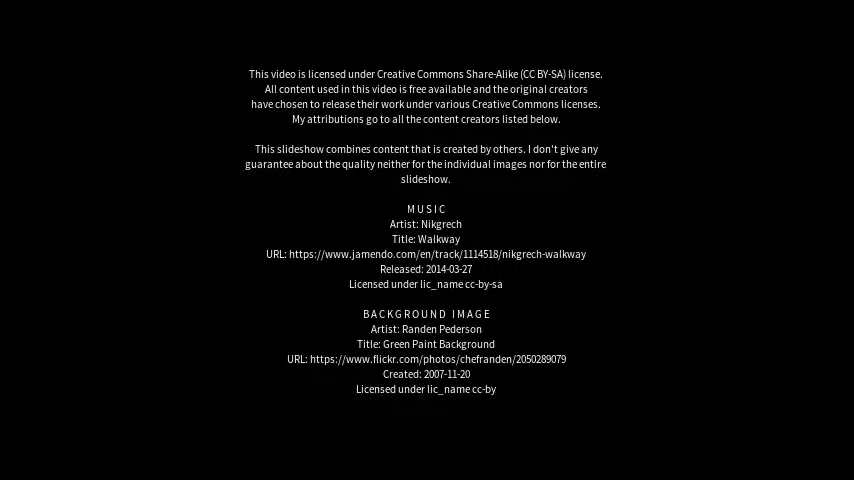 This video is licensed under Creative Commons Share-Alike (CC BY-SA) license.
All content used in this video is free available and the original creators
have chosen to release their work under various Creative Commons licenses.
My attributions go to all the content creators listed below.
This slideshow combines content that is created by others. I don't give any
guarantee about the quality neither for the individual images nor for the entire
slideshow.
MUSIC
Artist: Nikgrech
Title: Walkway
URL: https://www.jamendo.com/en/track/1114518/nikgrech-walkway
Released: 2014-03-27
Licensed under lic_name cc-by-sa
BACKGROUND IMAGE
Artist: Randen Pederson
Title: Green Paint Background
URL: https://www.flickr.com/photos/chefranden/2050289079
Created: 2007-11-20
Licensed under lic_name cc-by